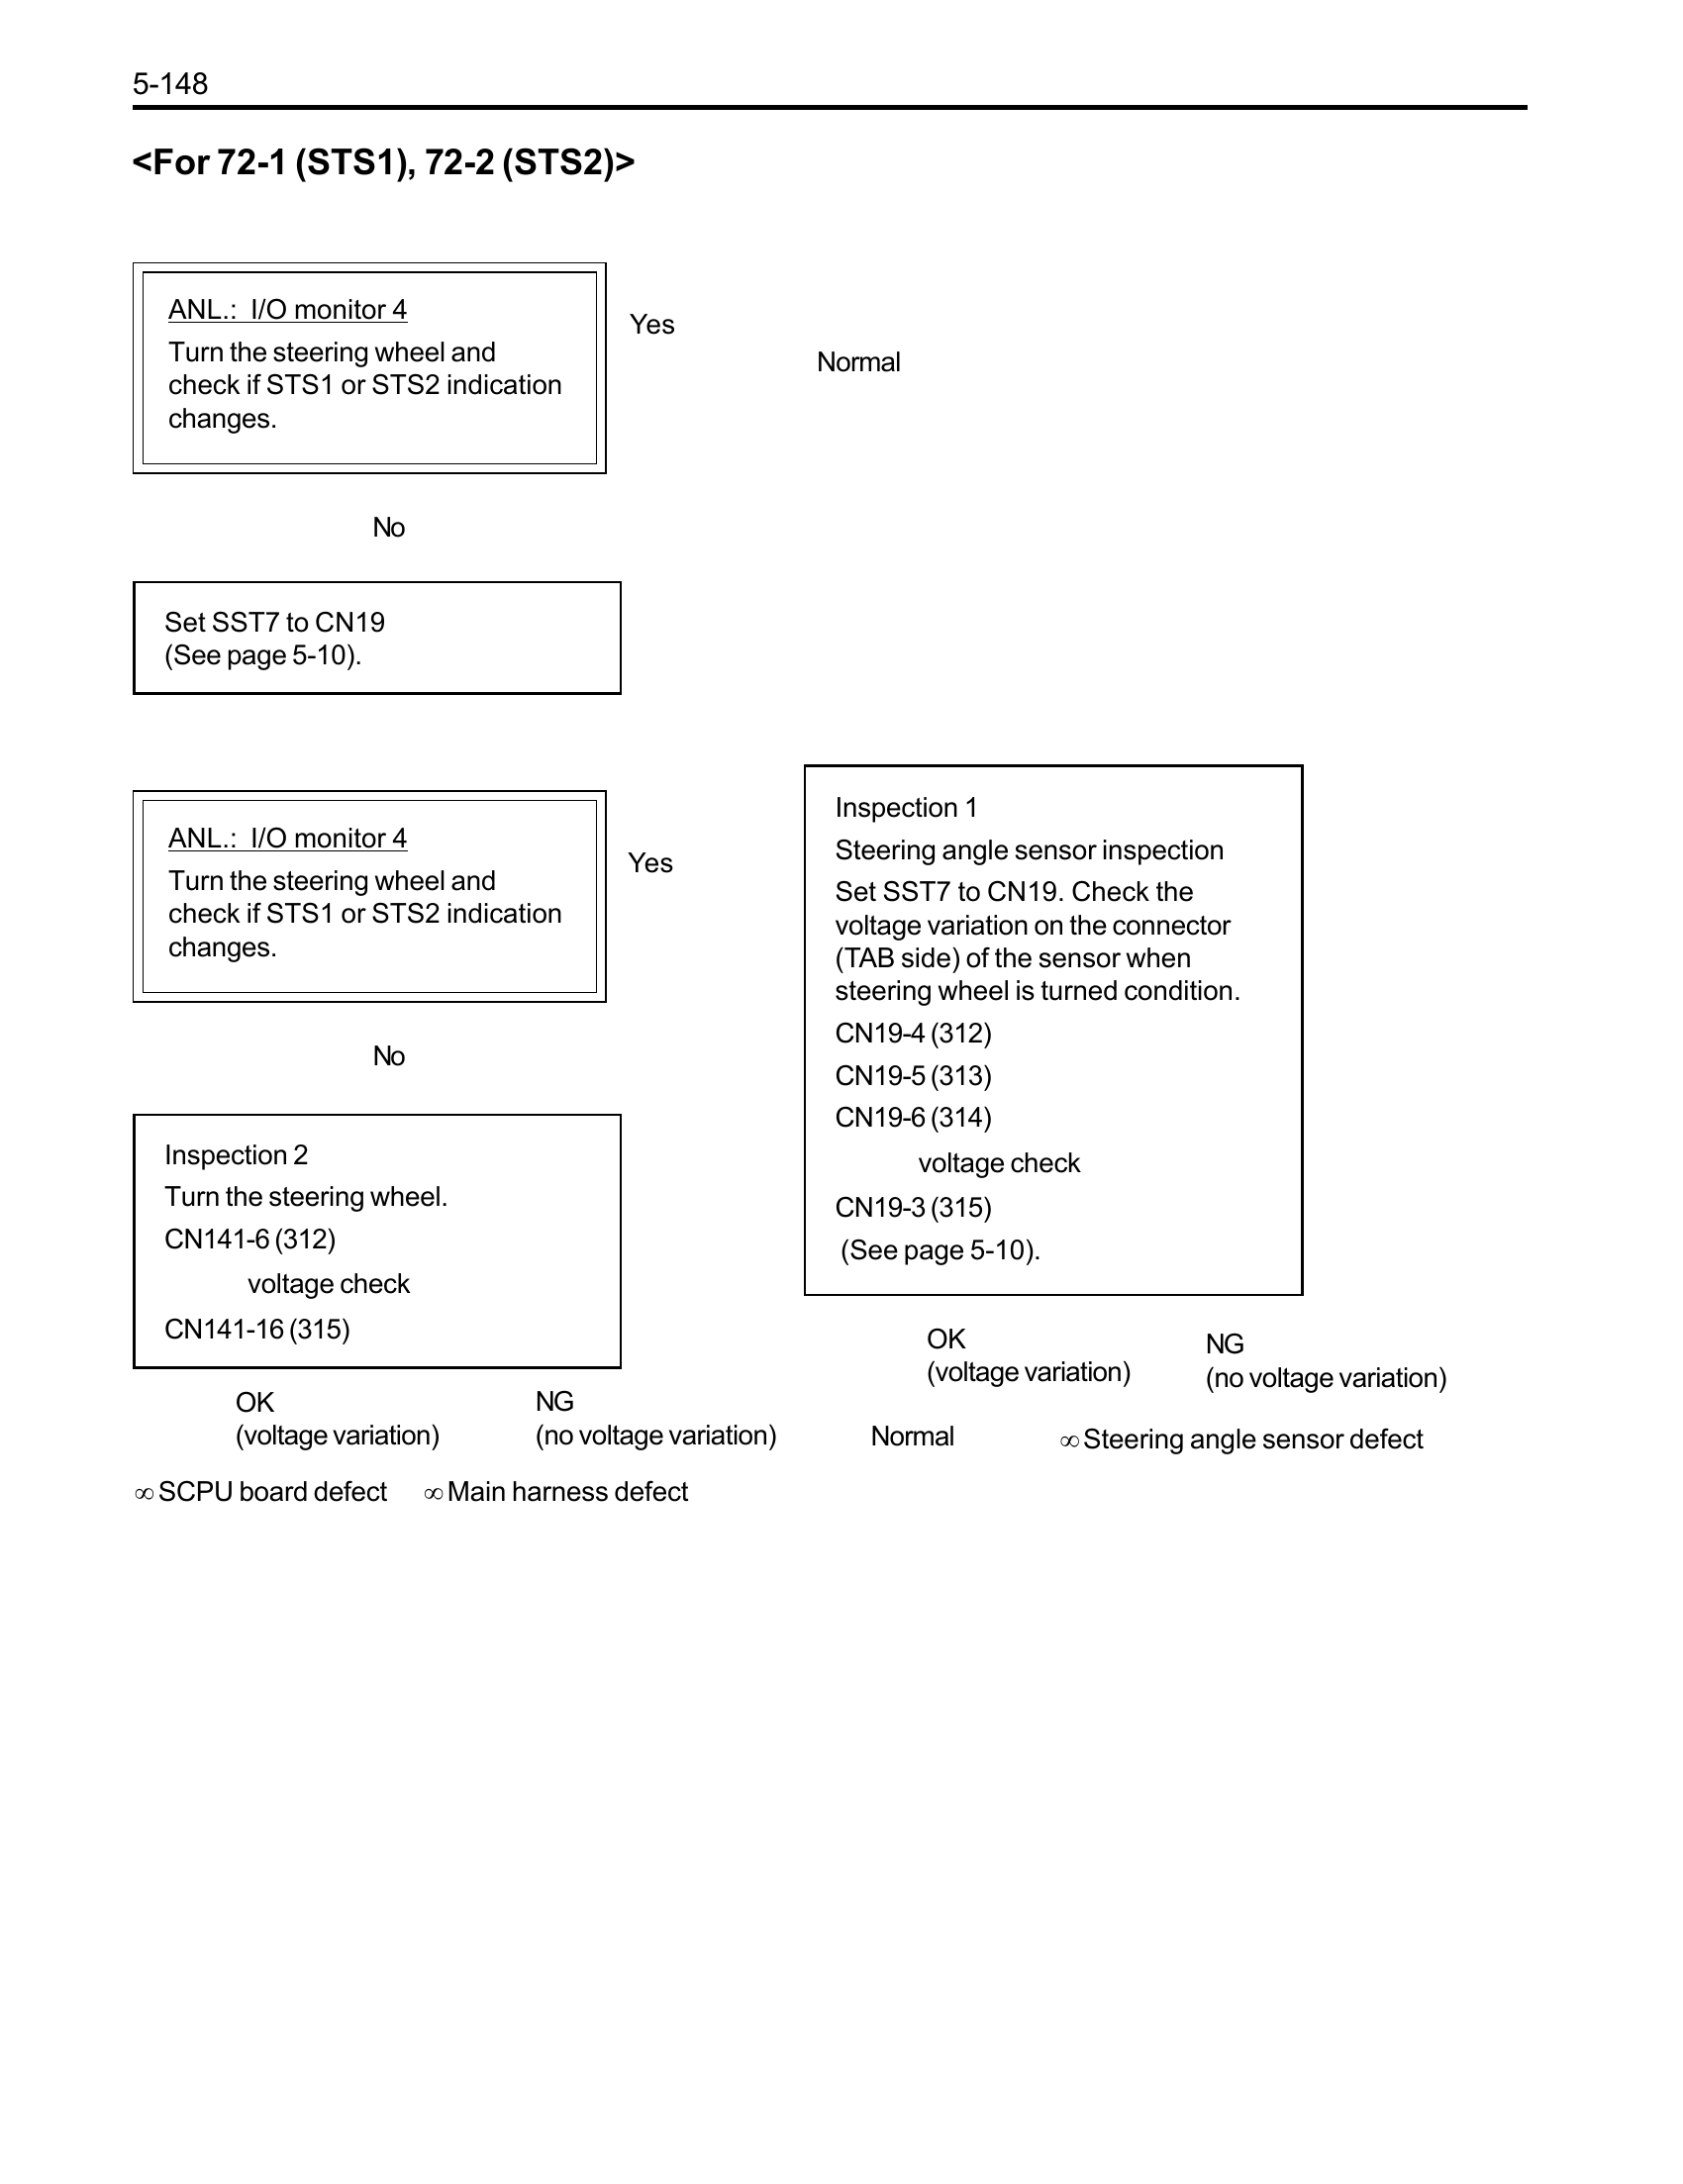 5-148
<For 72-1 (STS1), 72-2 (STS2)>
ANL.: I/O monitor 4
Turn the steering wheel and
check if STS1 or STS2 indication
changes.
Yes
Normal
No
Set SST7 to CN19
(See page 5-10).
ANL.: I/O monitor 4
Turn the steering wheel and
check if STS1 or STS2 indication
changes.
Yes
No
Inspection 1
Steering angle sensor inspection
Set SST7 to CN19. Check the
voltage variation on the connector
(TAB side) of the sensor when
steering wheel is turned condition.
CN19-4 (312)
CN19-5 (313)
CN19-6 (314)
voltage check
CN19-3 (315)
(See page 5-10).
OK
(voltage variation)
NG
(no voltage variation)
Normal
∞ Steering angle sensor defect
Inspection 2
Turn the steering wheel.
CN141-6 (312)
voltage check
CN141-16 (315)
OK
(voltage variation)
NG
(no voltage variation)
∞ SCPU board defect
∞ Main harness defect